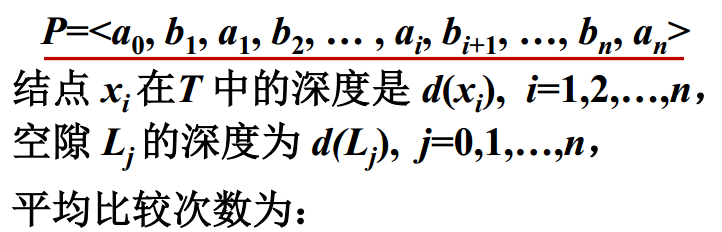 P=<a₀, b₁, a₁, b₂, … , aᵢ, bᵢ₊₁, …, bₙ, aₙ>
结点 xᵢ 在T 中的深度是 d(xᵢ), i=1,2,…,n，
空隙 Lⱼ 的深度为 d(Lⱼ), j=0,1,…,n，
平均比较次数为：